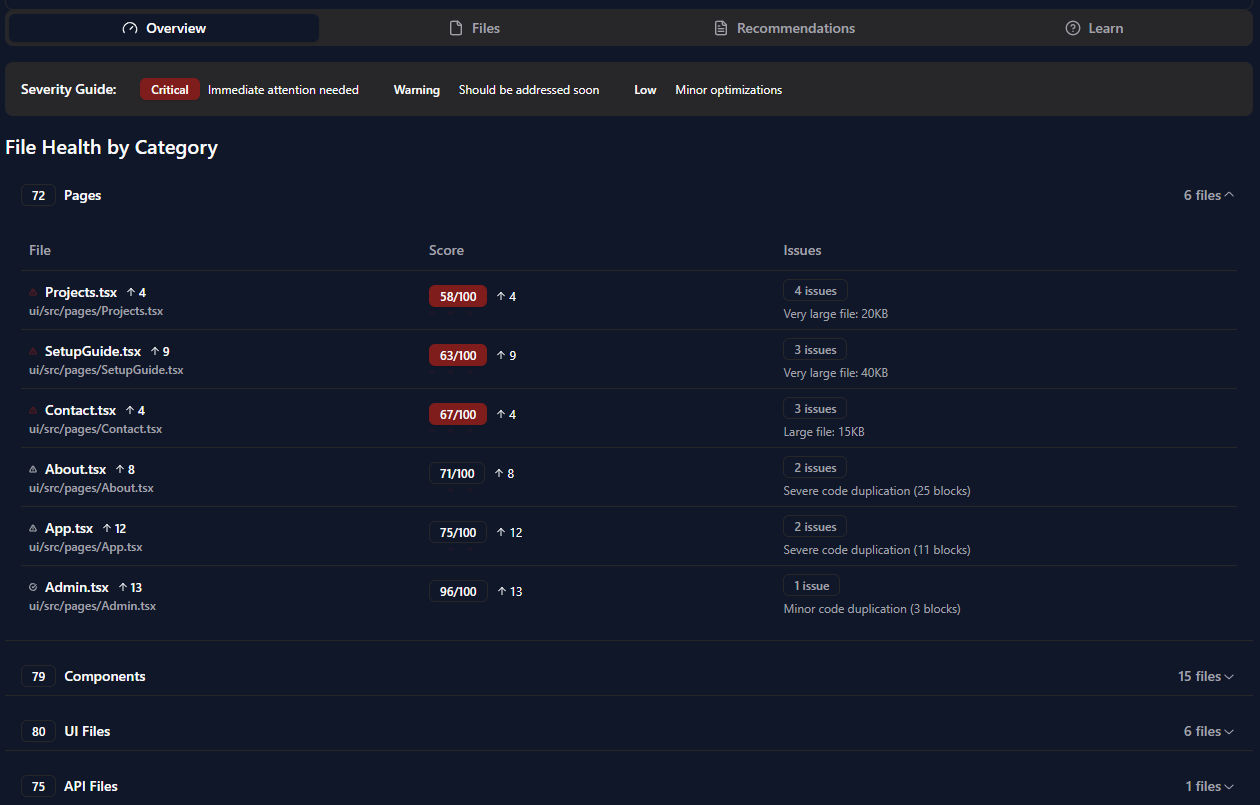 Overview Files Recommendations Learn
Severity Guide: Critical Immediate attention needed Warning Should be addressed soon Low Minor optimizations
File Health by Category
72 Pages 6 files
File Score Issues
Projects.tsx ↑ 4 58/100 ↑ 4 4 issues
ui/src/pages/Projects.tsx Very large file: 20KB
SetupGuide.tsx ↑ 9 63/100 ↑ 9 3 issues
ui/src/pages/SetupGuide.tsx Very large file: 40KB
Contact.tsx ↑ 4 67/100 ↑ 4 3 issues
ui/src/pages/Contact.tsx Large file: 15KB
About.tsx ↑ 8 71/100 ↑ 8 2 issues
ui/src/pages/About.tsx Severe code duplication (25 blocks)
App.tsx ↑ 12 75/100 ↑ 12 2 issues
ui/src/pages/App.tsx Severe code duplication (11 blocks)
Admin.tsx ↑ 13 96/100 ↑ 13 1 issue
ui/src/pages/Admin.tsx Minor code duplication (3 blocks)
79 Components 15 files
80 UI Files 6 files
75 API Files 1 files